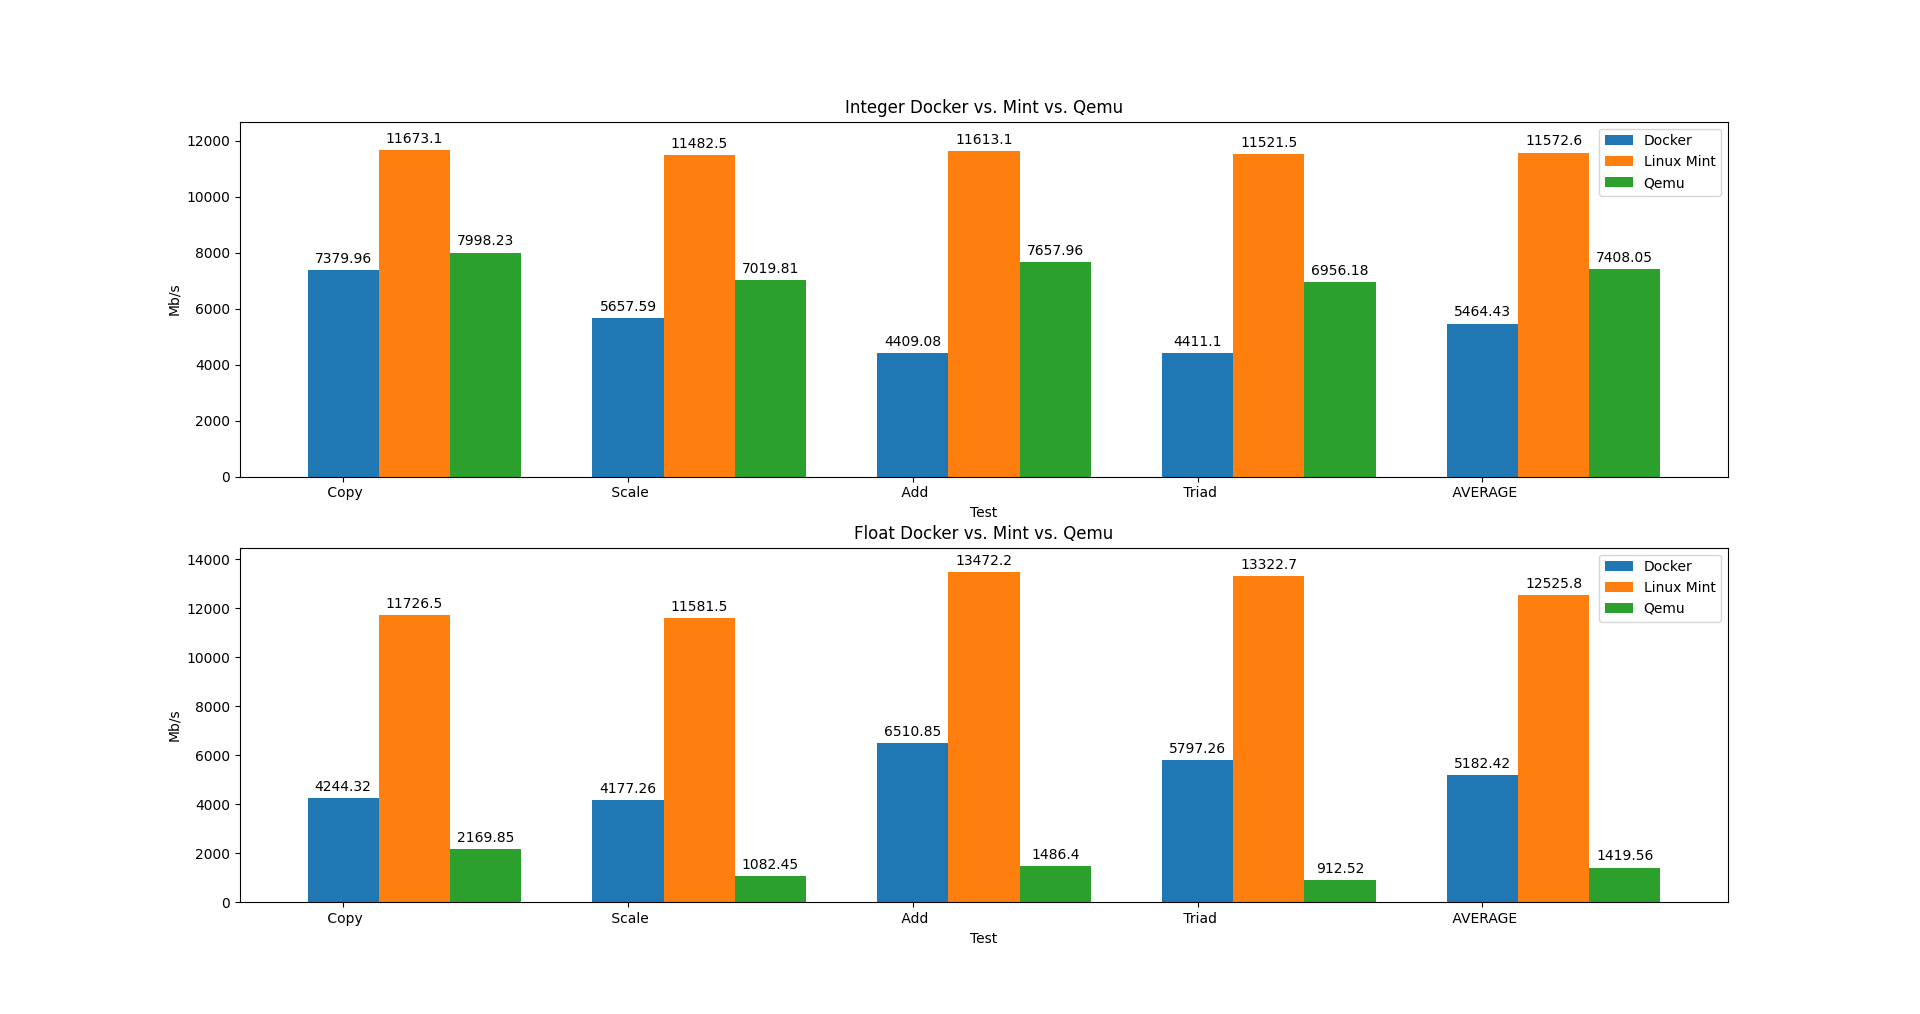 Integer Docker vs. Mint vs. Qemu
12000
10000
8000
6000
4000
2000
0
Mb/s
11673.1
11482.5
11613.1
11521.5
11572.6
7379.96
7998.23
5657.59
7019.81
4409.08
7657.96
4411.1
6956.18
5464.43
7408.05
Docker
Linux Mint
Qemu
Copy
Scale
Add
Triad
AVERAGE
Test
Float Docker vs. Mint vs. Qemu
14000
12000
10000
8000
6000
4000
2000
0
Mb/s
11726.5
11581.5
13472.2
13322.7
12525.8
4244.32
2169.85
4177.26
1082.45
6510.85
1486.4
5797.26
912.52
5182.42
1419.56
Docker
Linux Mint
Qemu
Copy
Scale
Add
Triad
AVERAGE
Test